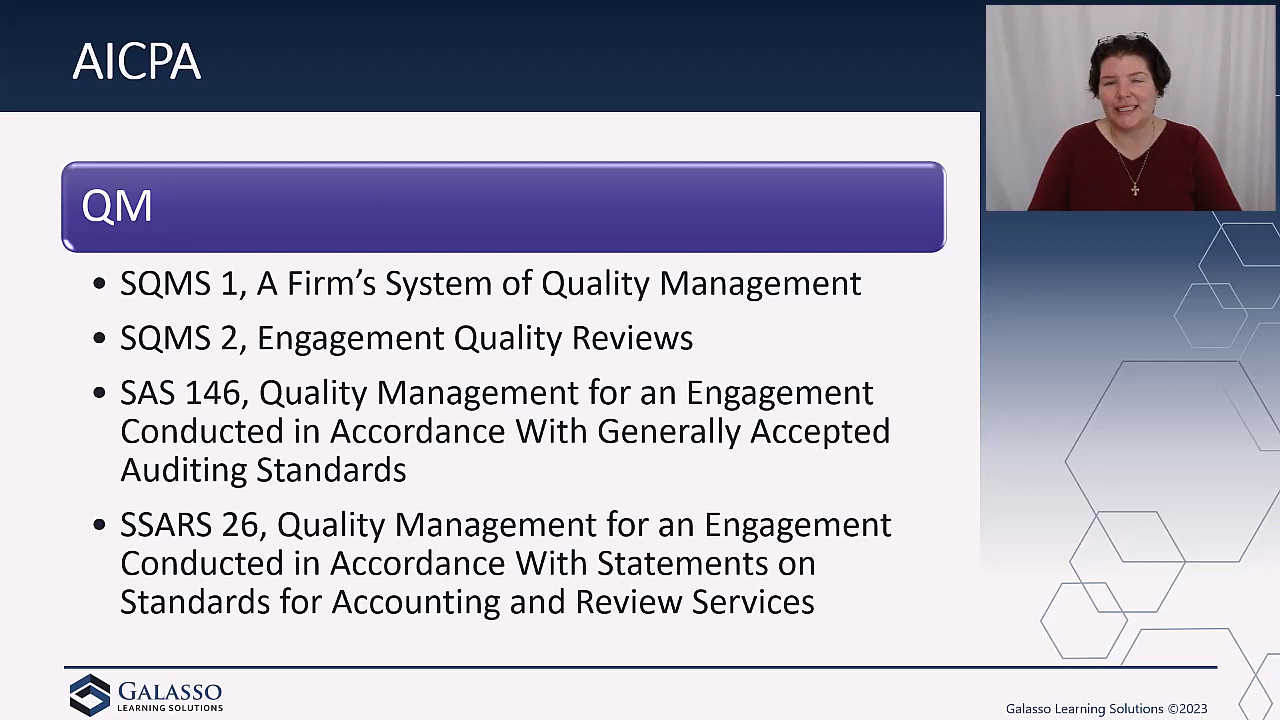 AICPA
QM
• SQMS 1, A Firm’s System of Quality Management
• SQMS 2, Engagement Quality Reviews
• SAS 146, Quality Management for an Engagement
Conducted in Accordance With Generally Accepted
Auditing Standards
• SSARS 26, Quality Management for an Engagement
Conducted in Accordance With Statements on
Standards for Accounting and Review Services
GALASSO
LEARNING SOLUTIONS
Galasso Learning Solutions ©2023